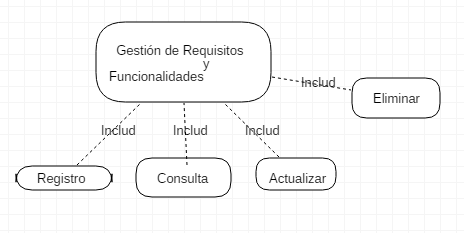 Gestión de Requisitos
y
Funcionalidades
Includ
Eliminar
Includ
Includ
Includ
Registro
Consulta
Actualizar